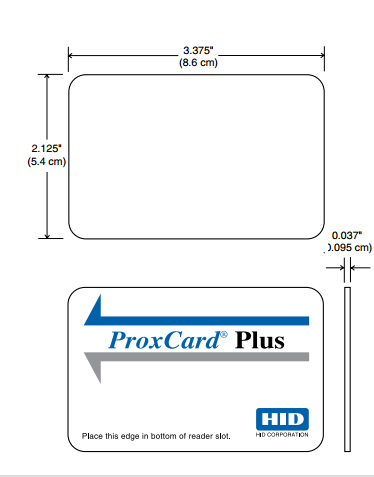 3.375"
(8.6 cm)
2.125"
(5.4 cm)
0.037"
0.095 cm)
ProxCard® Plus
HID
HID CORPORATION
Place this edge in bottom of reader slot.